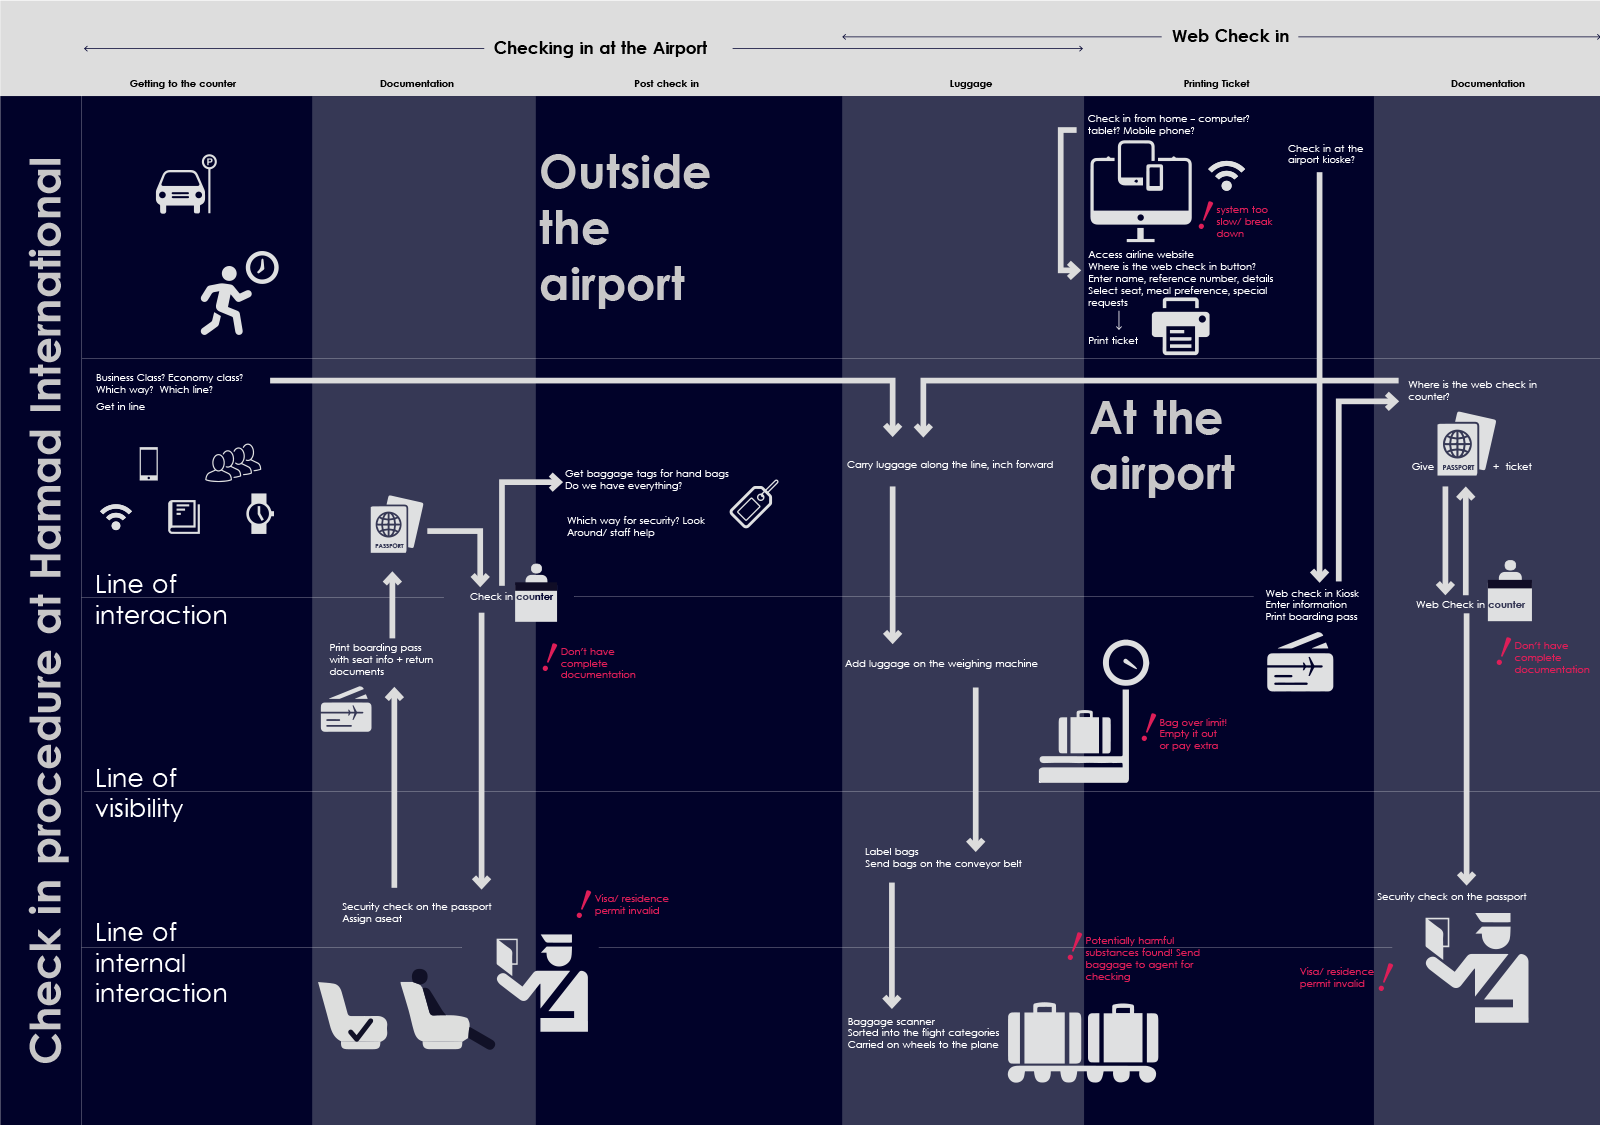 Web Check in
Checking in at the Airport
Getting to the counter
Documentation
Post check in
Luggage
Printing Ticket
Documentation
Check in procedure at Hamad International
Outside
the
airport
Check in from home – computer?
tablet? Mobile phone?
Check in at the
airport kioske?
P
system too
slow/ break
down
Access airline website
Where is the web check in button?
Enter name, reference number, details
Select seat, meal preference, special
requests
Print ticket
Business Class? Economy class?
Which way?  Which line?
Get in line
At the
airport
Where is the web check in
counter?
Give
PASSPORT
+ ticket
Carry luggage along the line, inch forward
Get baggage tags for hand bags
Do we have everything?
Which way for security? Look
Around/ staff help
PASSPORT
Line of
interaction
Check in counter
Web check in Kiosk
Enter information
Print boarding pass
Web Check in counter
Print boarding pass
with seat info + return
documents
Don't have
complete
documentation
Add luggage on the weighing machine
Don't have
complete
documentation
Bag over limit!
Empty it out
or pay extra
Line of
visibility
Label bags
Send bags on the conveyor belt
Security check on the passport
Assign aseat
Visa/ residence
permit invalid
Security check on the passport
Line of
internal
interaction
Potentially harmful
substances found! Send
baggage to agent for
checking
Visa/ residence
permit invalid
Baggage scanner
Sorted into the flight categories
Carried on wheels to the plane